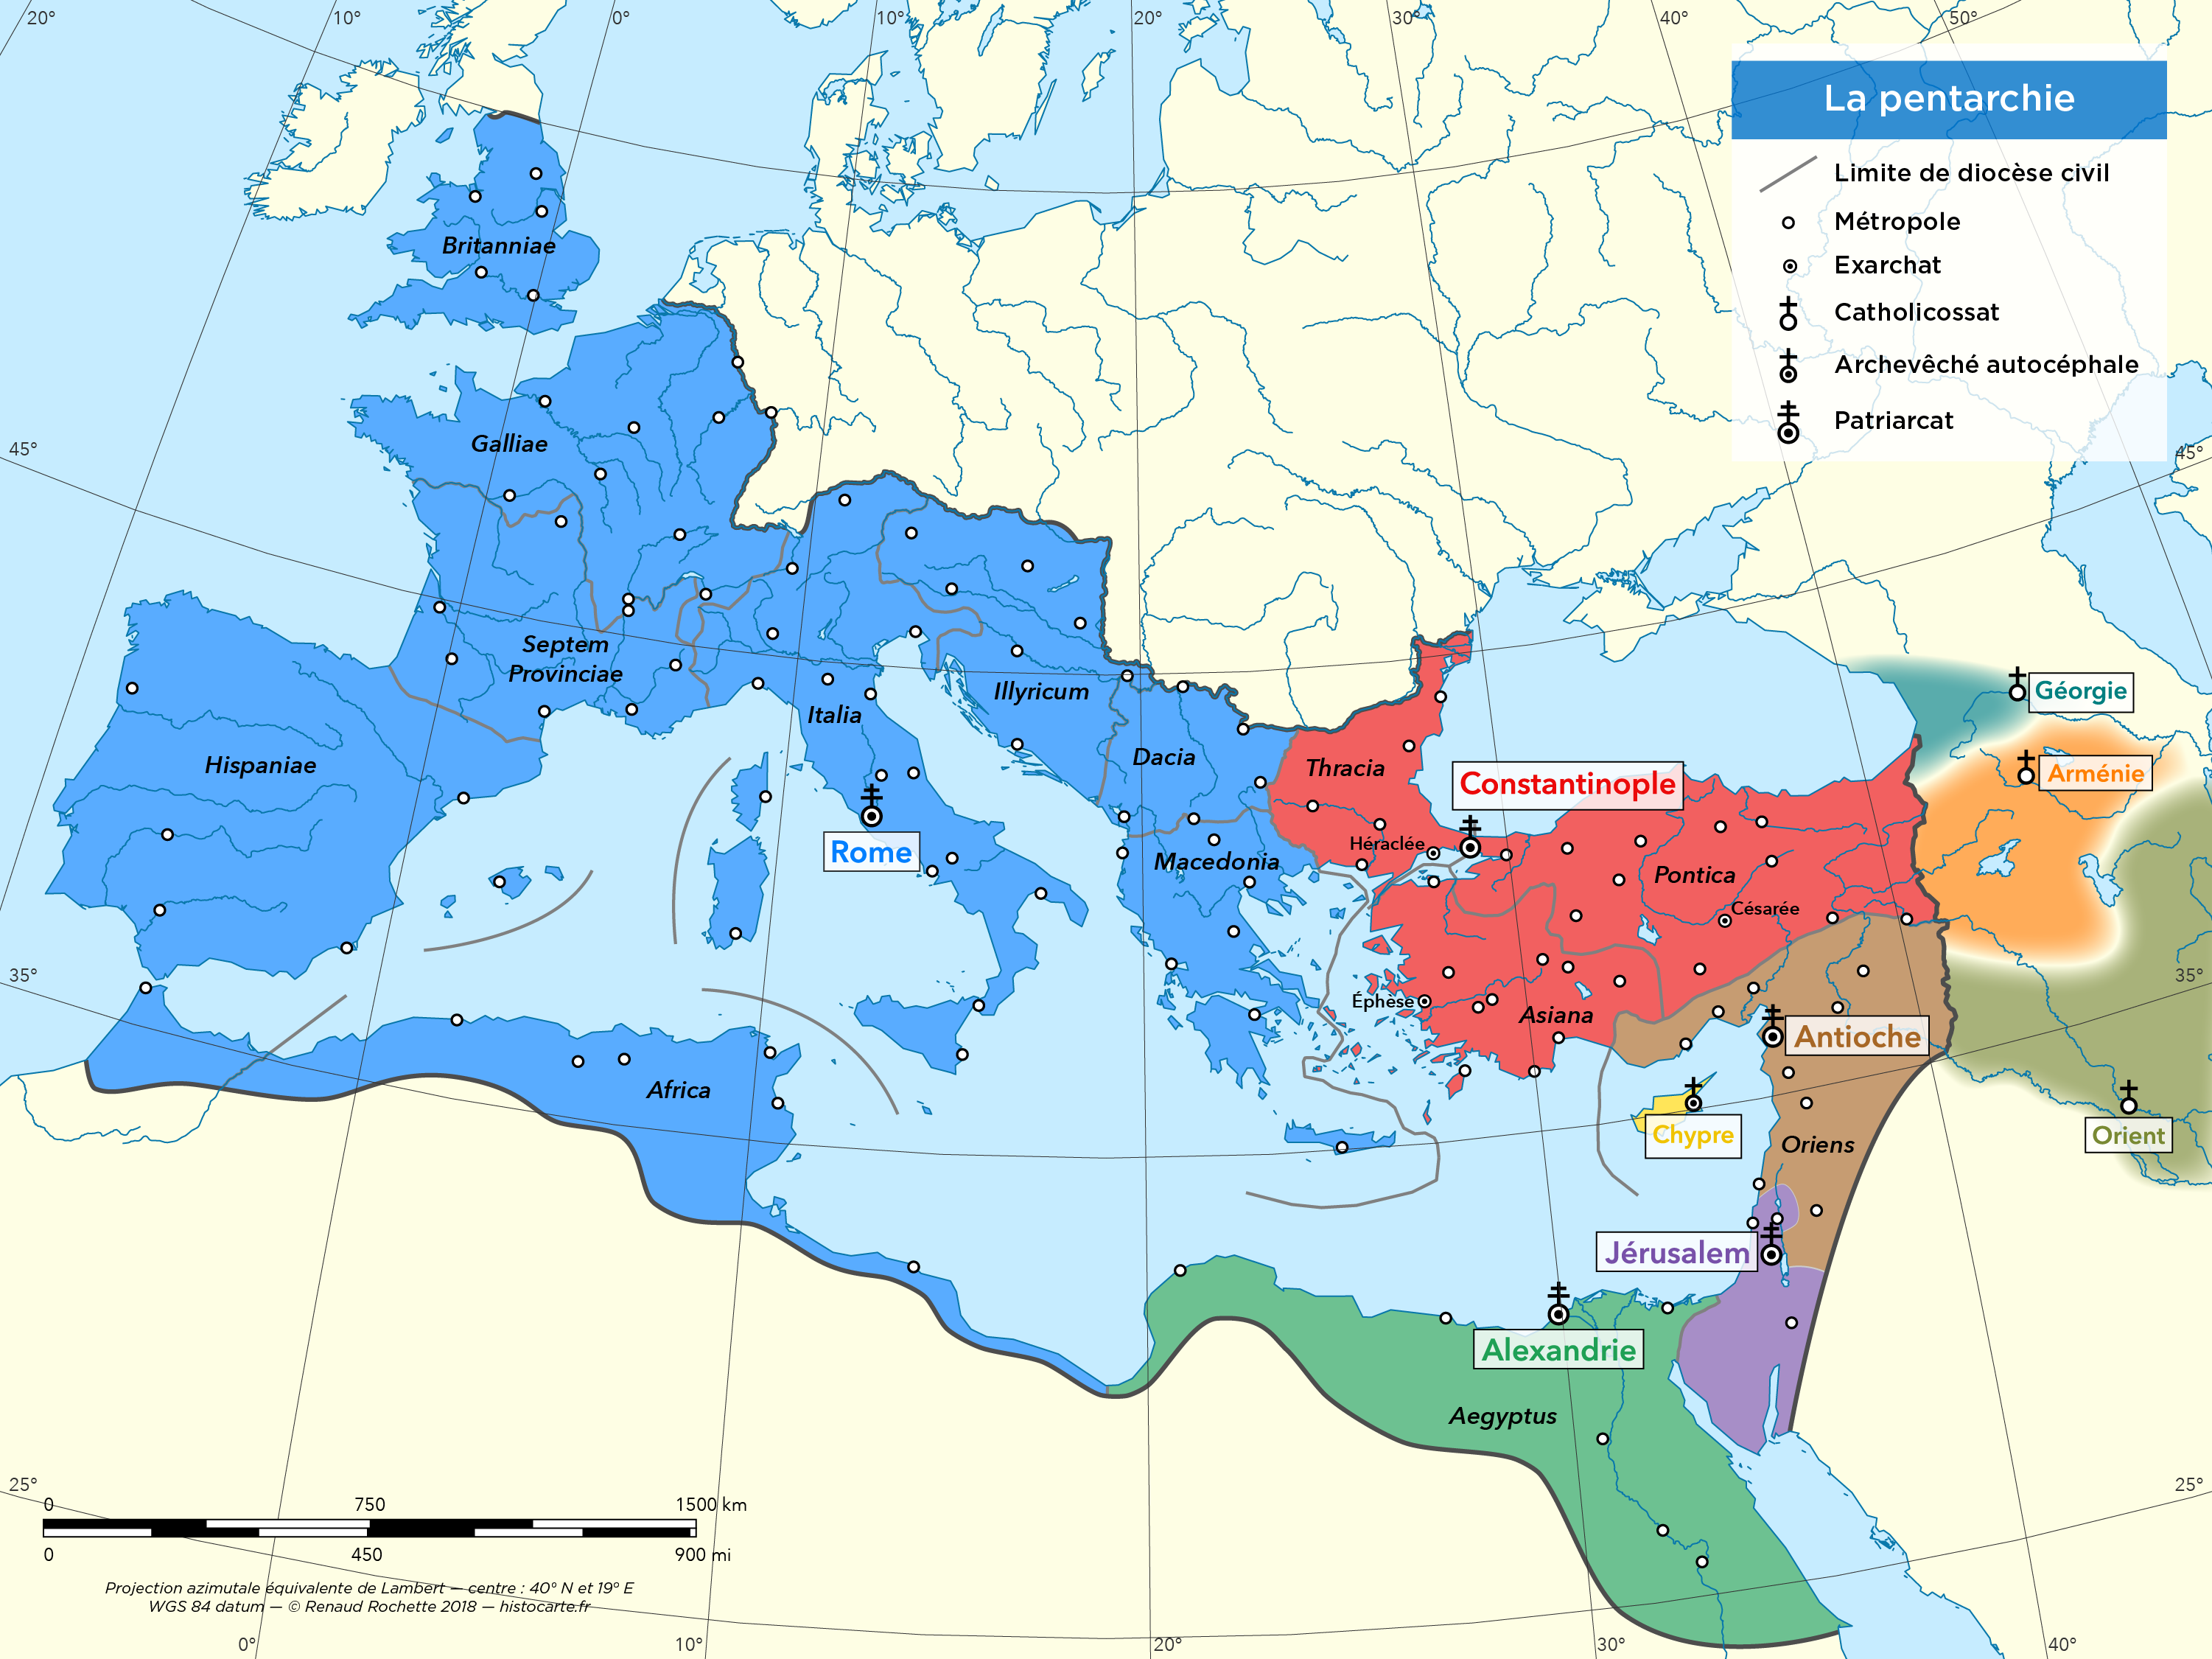 20°
10°
0°
10°
20°
30°
40°
50°
La pentarchie
Limite de diocèse civil
Métropole
Exarchat
Catholicossat
Archevêché autocéphale
Patriarcat
45°
45°
Britanniae
Galliae
Septem
Provinciae
Hispaniae
Italia
Illyricum
Dacia
Thracia
Macedonia
Rome
Constantinople
Héraclée
Pontica
Césarée
Géorgie
Arménie
35°
35°
Éphèse
Asiana
Antioche
Africa
Chypre
Oriens
Orient
Jérusalem
Alexandrie
Aegyptus
25°
25°
0 750 1500 km
0 450 900 mi
Projection azimutale équivalente de Lambert — centre : 40° N et 19° E
WGS 84 datum — © Renaud Rochette 2018 — histocarte.fr
0°
10°
20°
30°
40°